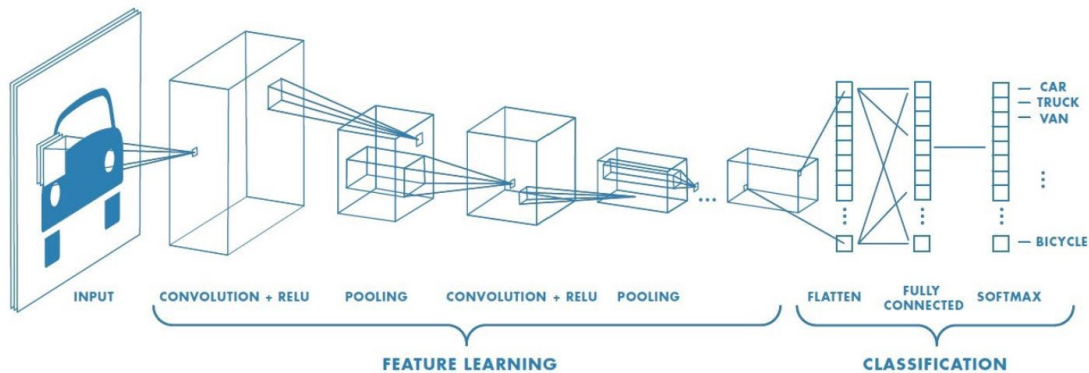 CAR
TRUCK
VAN
BICYCLE
INPUT
CONVOLUTION + RELU
POOLING
CONVOLUTION + RELU
POOLING
FLATTEN
FULLY
CONNECTED
SOFTMAX
FEATURE LEARNING
CLASSIFICATION